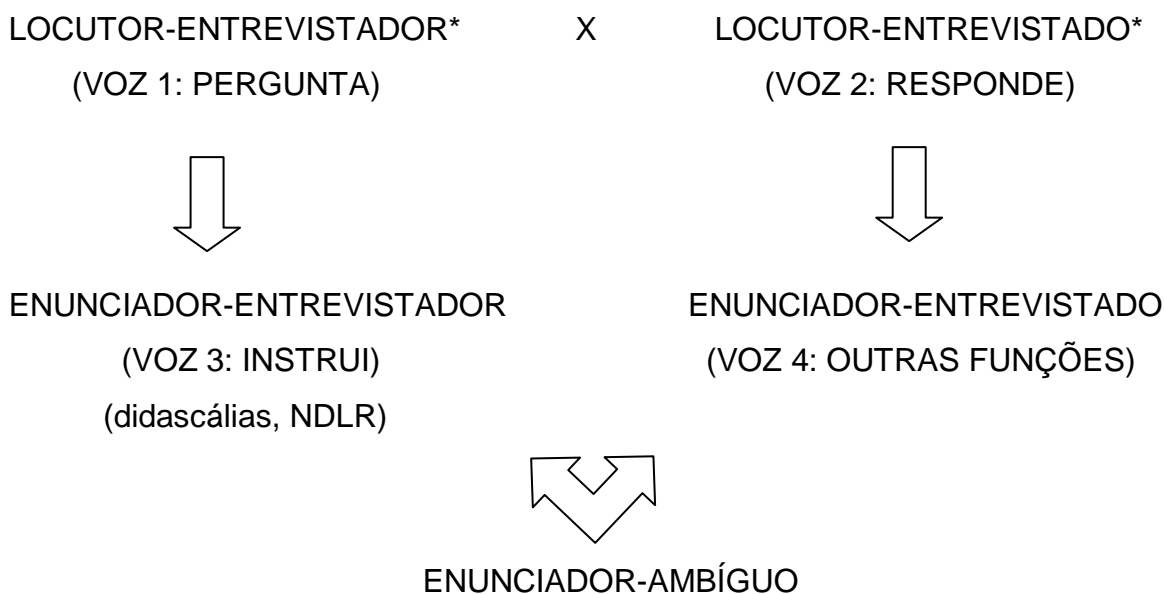 LOCUTOR-ENTREVISTADOR* X LOCUTOR-ENTREVISTADO*
(VOZ 1: PERGUNTA) (VOZ 2: RESPONDE)
ENUNCIADOR-ENTREVISTADOR ENUNCIADOR-ENTREVISTADO
(VOZ 3: INSTRUI) (VOZ 4: OUTRAS FUNÇÕES)
(didascálias, NDLR)
ENUNCIADOR-AMBÍGUO